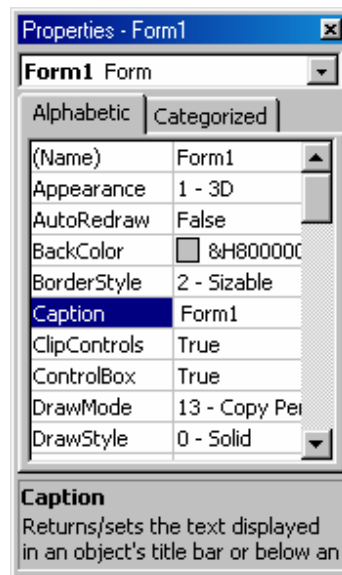 Properties - Form1
Form1 Form
Alphabetic Categorized
(Name) Form1
Appearance 1 - 3D
AutoRedraw False
BackColor &H800000
BorderStyle 2 - Sizable
Caption Form1
ClipControls True
ControlBox True
DrawMode 13 - Copy Pe
DrawStyle 0 - Solid
Caption
Returns/sets the text displayed
in an object's title bar or below an